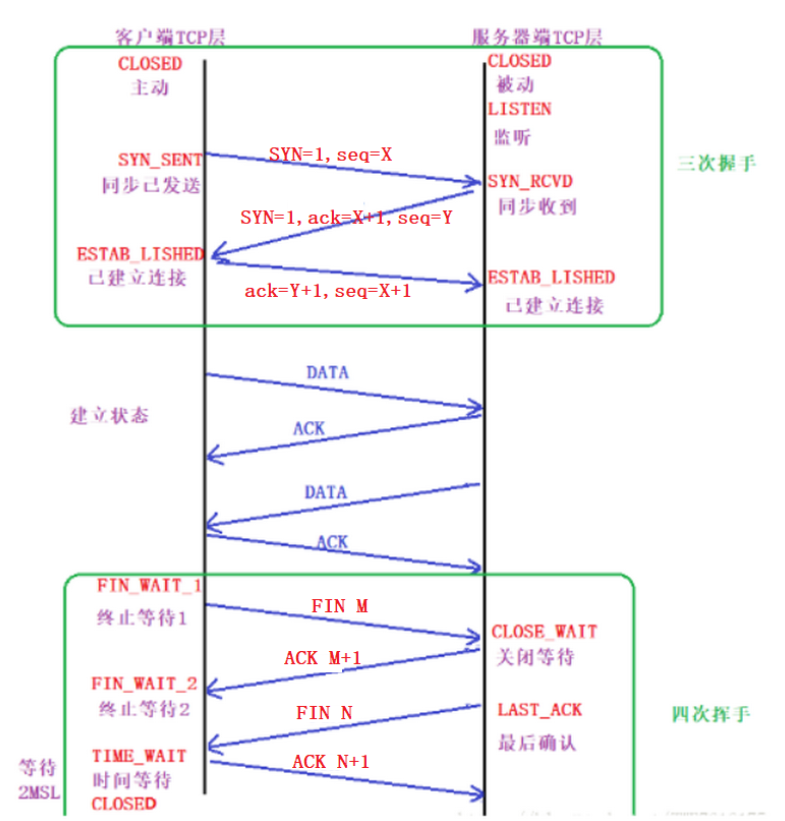 客户端TCP层
服务器端TCP层
CLOSED
主动
CLOSED
被动
LISTEN
监听
SYN_SENT
同步已发送
SYN=1,seq=X
SYN_RCVD
同步收到
三次握手
SYN=1,ack=X+1,seq=Y
ESTAB_LISHED
已建立连接
ack=Y+1,seq=X+1
ESTAB_LISHED
已建立连接
建立状态
DATA
ACK
DATA
ACK
FIN_WAIT_1
终止等待1
FIN M
CLOSE_WAIT
关闭等待
ACK M+1
FIN_WAIT_2
终止等待2
FIN N
LAST_ACK
最后确认
四次挥手
等待
2MSL
TIME_WAIT
时间等待
CLOSED
ACK N+1